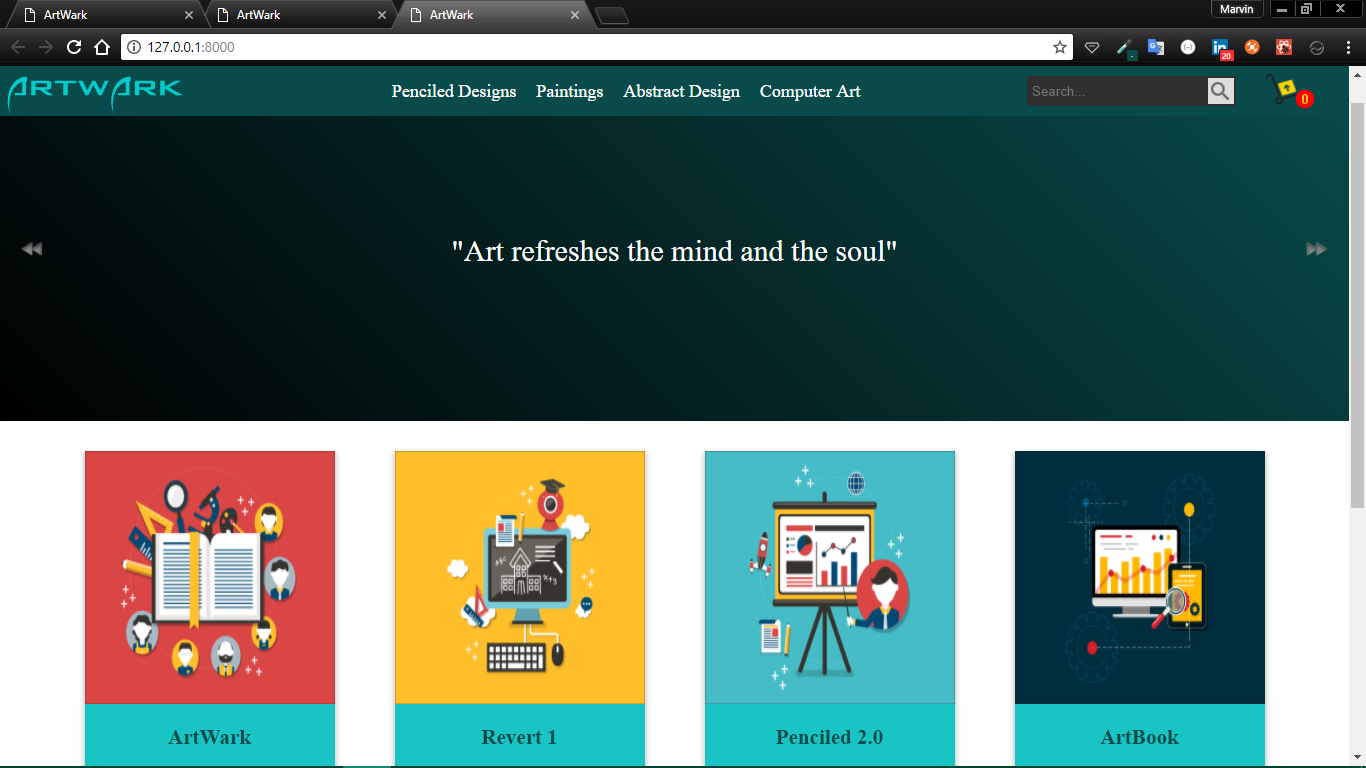 ArtWark ArtWark ArtWark Marvin
127.0.0.1:8000
20
ARTWARK Penciled Designs Paintings Abstract Design Computer Art Search... 0
"Art refreshes the mind and the soul"
ABC
x+y
ArtWark Revert 1 Penciled 2.0 ArtBook